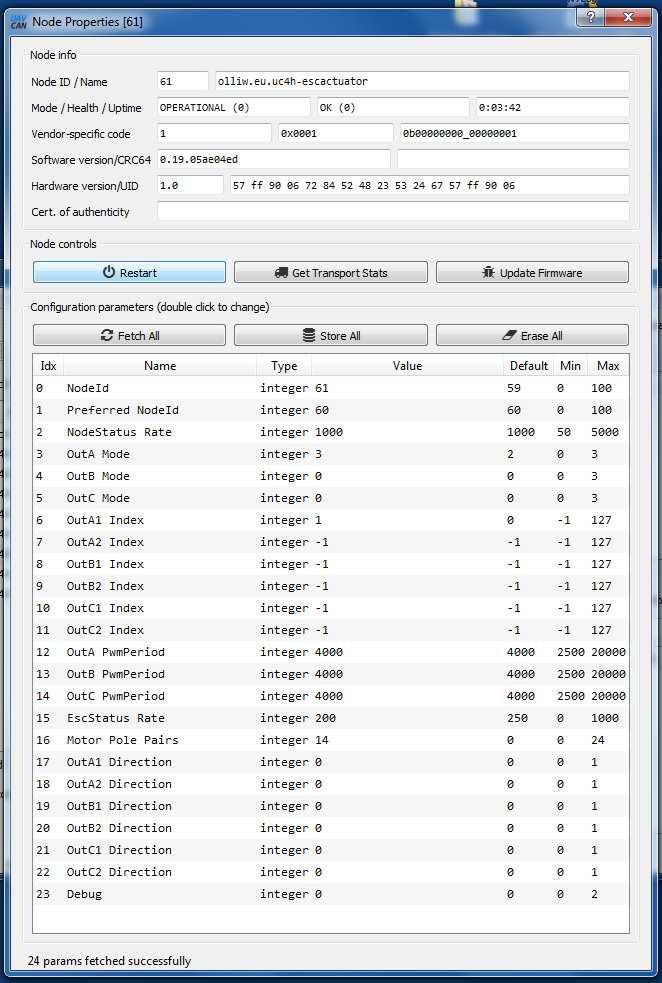 UAV CAN Node Properties [61]
Node info
Node ID / Name 61 olliw.eu.uc4h-escactuator
Mode / Health / Uptime OPERATIONAL (0) OK (0) 0:03:42
Vendor-specific code 1 0x0001 0b00000000_00000001
Software version/CRC64 0.19.05ae04ed
Hardware version/UID 1.0 57 ff 90 06 72 84 52 48 23 53 24 67 57 ff 90 06
Cert. of authenticity
Node controls
Restart Get Transport Stats Update Firmware
Configuration parameters (double click to change)
Fetch All Store All Erase All
Idx Name Type Value Default Min Max
0 NodeId integer 61 59 0 100
1 Preferred NodeId integer 60 60 0 100
2 NodeStatus Rate integer 1000 1000 50 5000
3 OutA Mode integer 3 2 0 3
4 OutB Mode integer 0 0 0 3
5 OutC Mode integer 0 0 0 3
6 OutA1 Index integer 1 0 -1 127
7 OutA2 Index integer -1 -1 -1 127
8 OutB1 Index integer -1 -1 -1 127
9 OutB2 Index integer -1 -1 -1 127
10 OutC1 Index integer -1 -1 -1 127
11 OutC2 Index integer -1 -1 -1 127
12 OutA PwmPeriod integer 4000 4000 2500 20000
13 OutB PwmPeriod integer 4000 4000 2500 20000
14 OutC PwmPeriod integer 4000 4000 2500 20000
15 EscStatus Rate integer 200 250 0 1000
16 Motor Pole Pairs integer 14 0 0 24
17 OutA1 Direction integer 0 0 0 1
18 OutA2 Direction integer 0 0 0 1
19 OutB1 Direction integer 0 0 0 1
20 OutB2 Direction integer 0 0 0 1
21 OutC1 Direction integer 0 0 0 1
22 OutC2 Direction integer 0 0 0 1
23 Debug integer 0 0 0 2
24 params fetched successfully